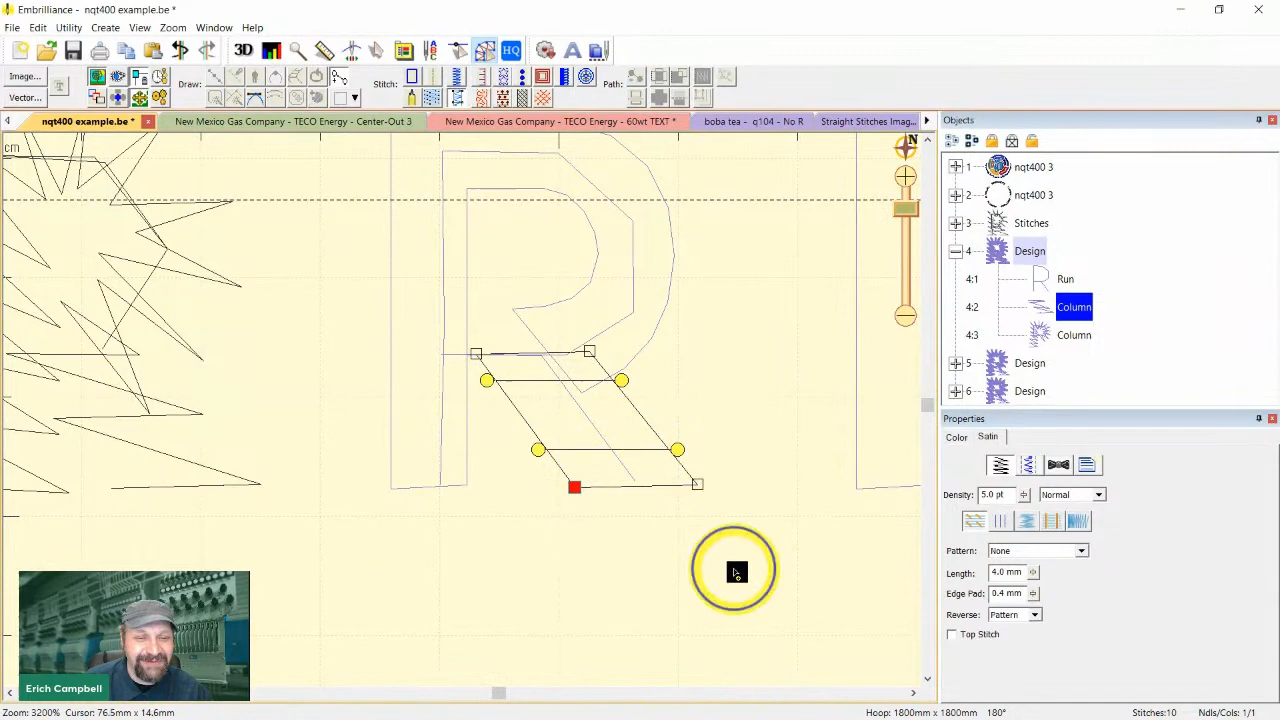 Embrilliance - nqt400 example.be *
File Edit Utility Create View Zoom Window Help
3D
A B C
A
HQ
Image...
T
Draw:
Stitch:
Path:
Vector...
nqt400 example.be *
New Mexico Gas Company - TECO Energy - Center-Out 3
New Mexico Gas Company - TECO Energy - 60wt TEXT *
boba tea - q104 - No R
Straight Stitches Imag...
cm
N
Objects
1 nqt400 3
2 nqt400 3
3 Stitches
4 Design
4:1 Run
4:2 Column
4:3 Column
5 Design
6 Design
Properties
Color Satin
Density: 5.0 pt Normal
Pattern: None
Length: 4.0 mm
Edge Pad: 0.4 mm
Reverse: Pattern
Top Stitch
Erich Campbell
Zoom: 3200% Cursor: 76.5mm x 14.6mm
Hoop: 1800mm x 1800mm 180°
Stitches:10
Ndls/Cols: 1/1